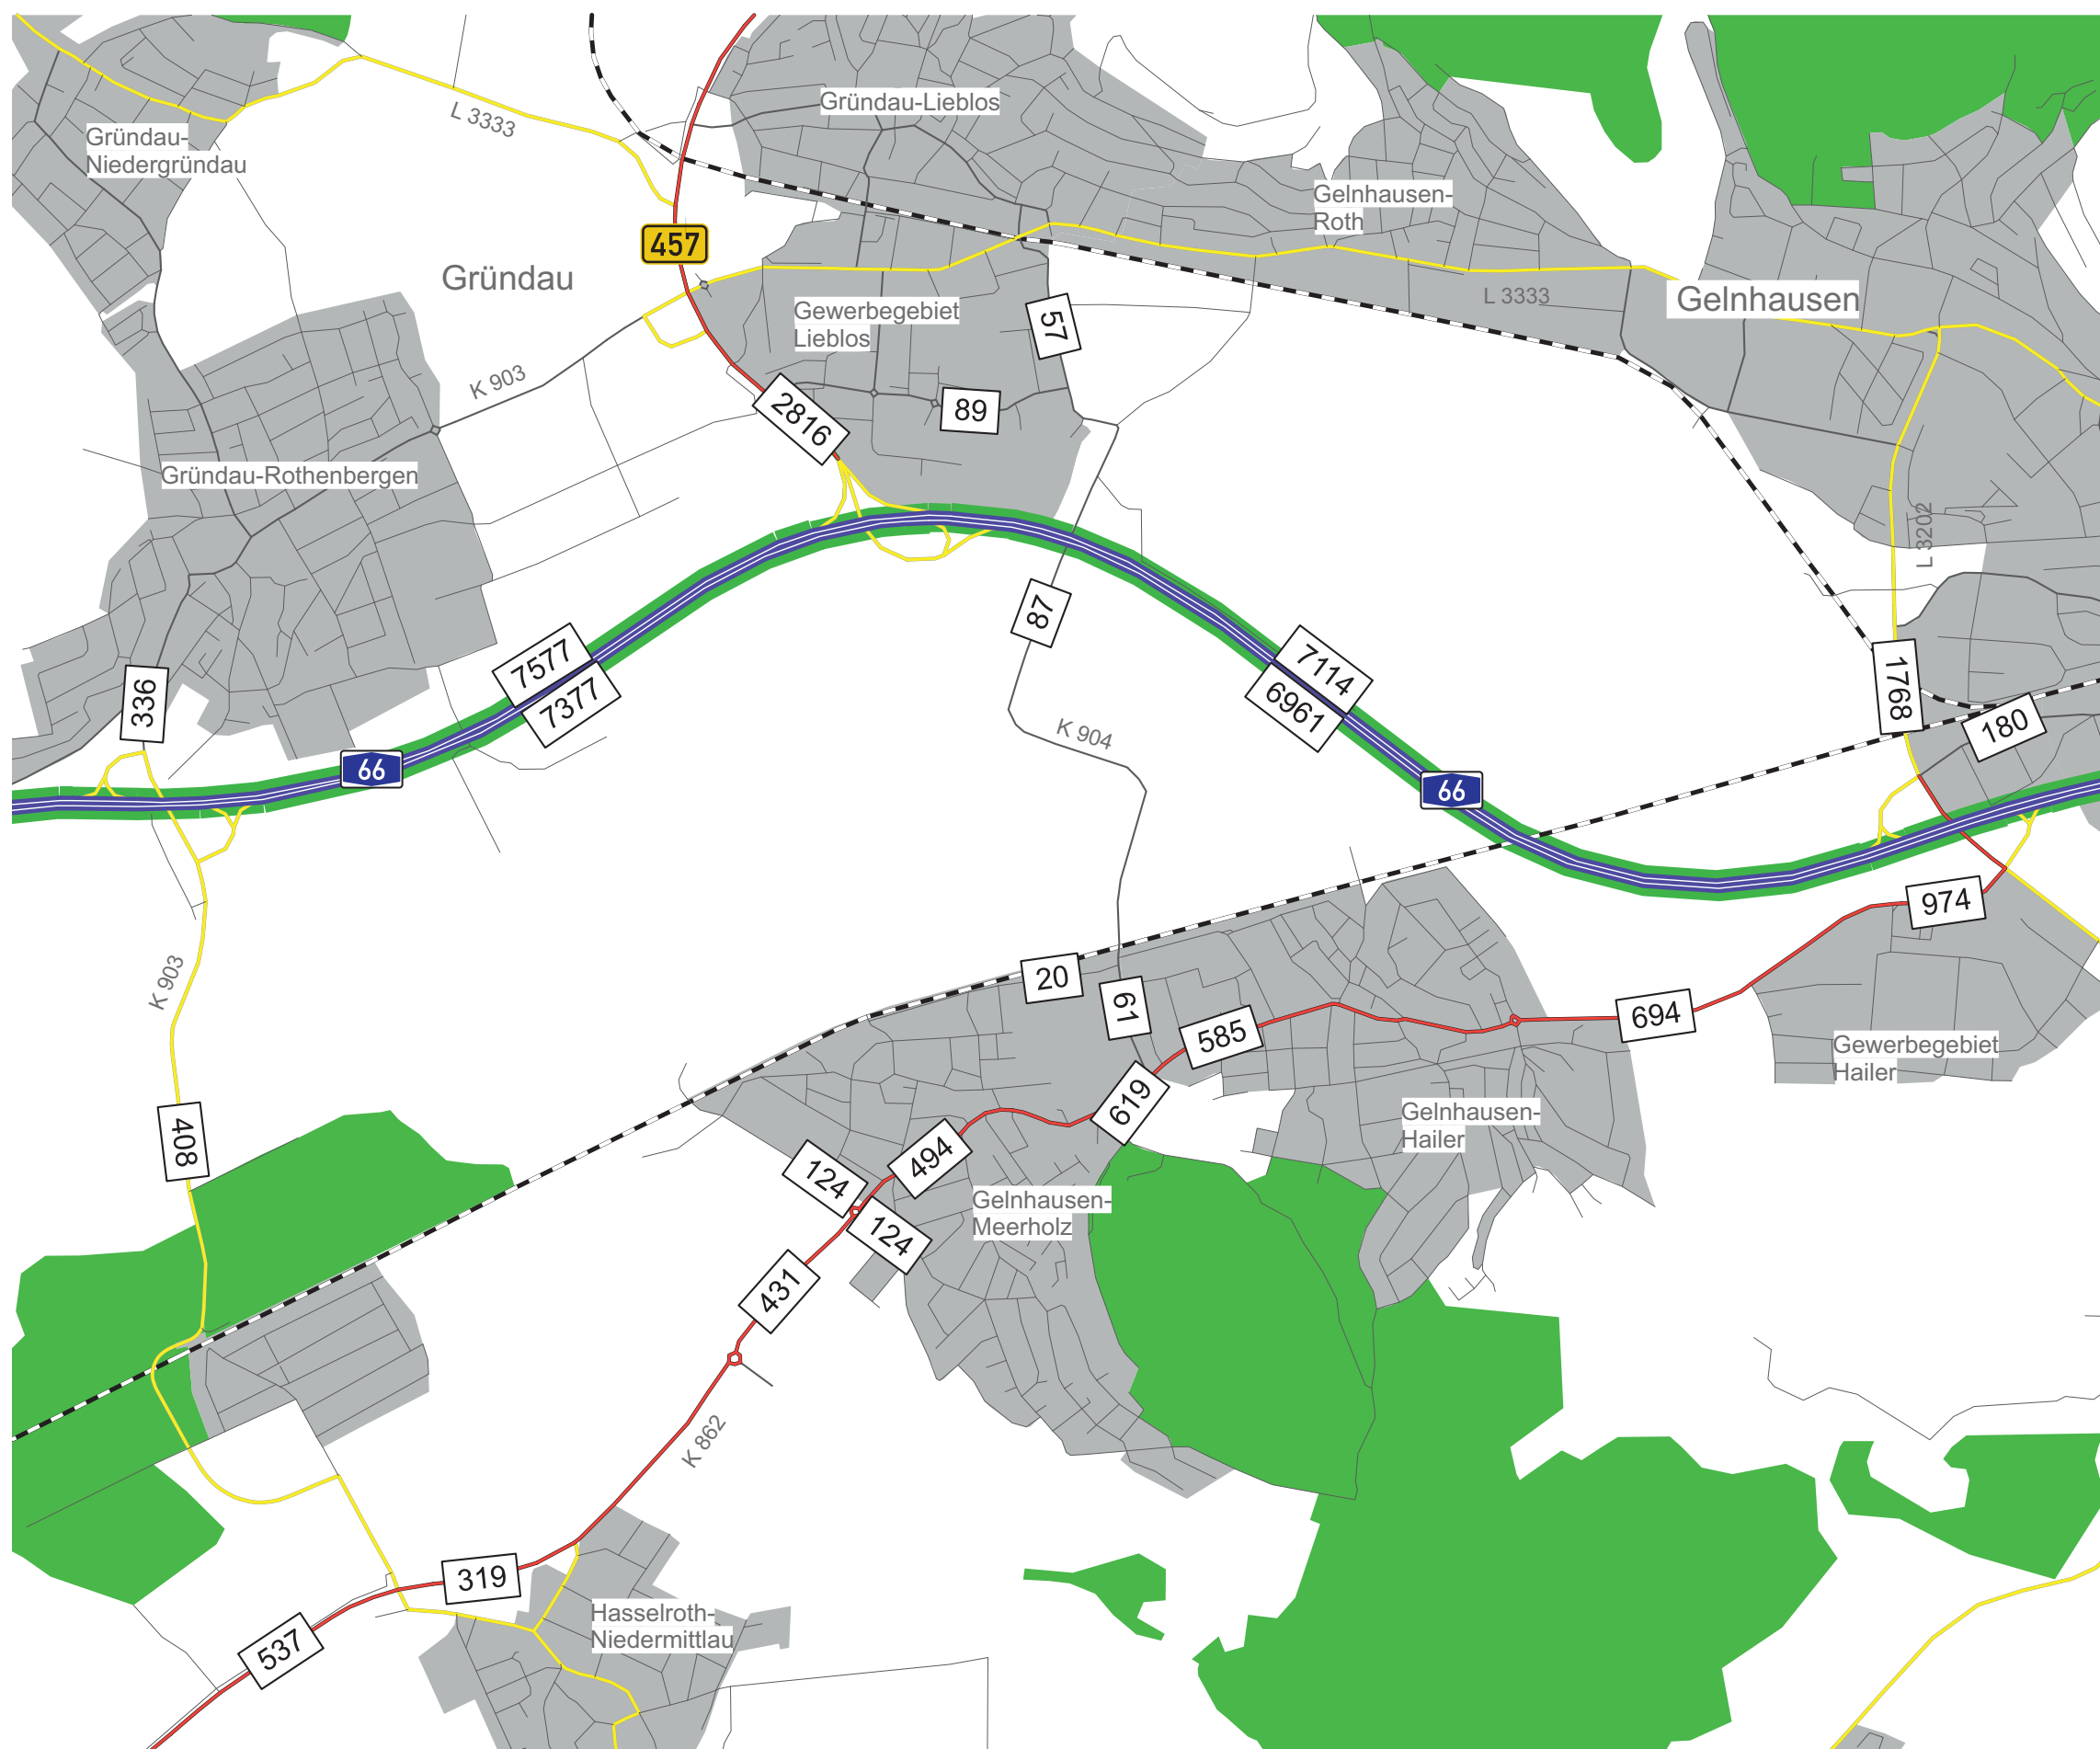 Gründau-Lieblos
L 3333
Gründau-
Niedergründau
Gelnhausen-
Roth
457
Gründau
L 3333
Gelnhausen
Gewerbegebiet
Lieblos
57
K 903
89
2816
Gründau-Rothenbergen
L 3202
87
7577
7377
7114
6961
336
1768
180
K 904
66
66
974
K 903
20
61
585
694
Gewerbegebiet
Hailer
619
Gelnhausen-
Hailer
408
494
124
124
Gelnhausen-
Meerholz
431
K 862
319
Hasselroth-
Niedermittlau
537